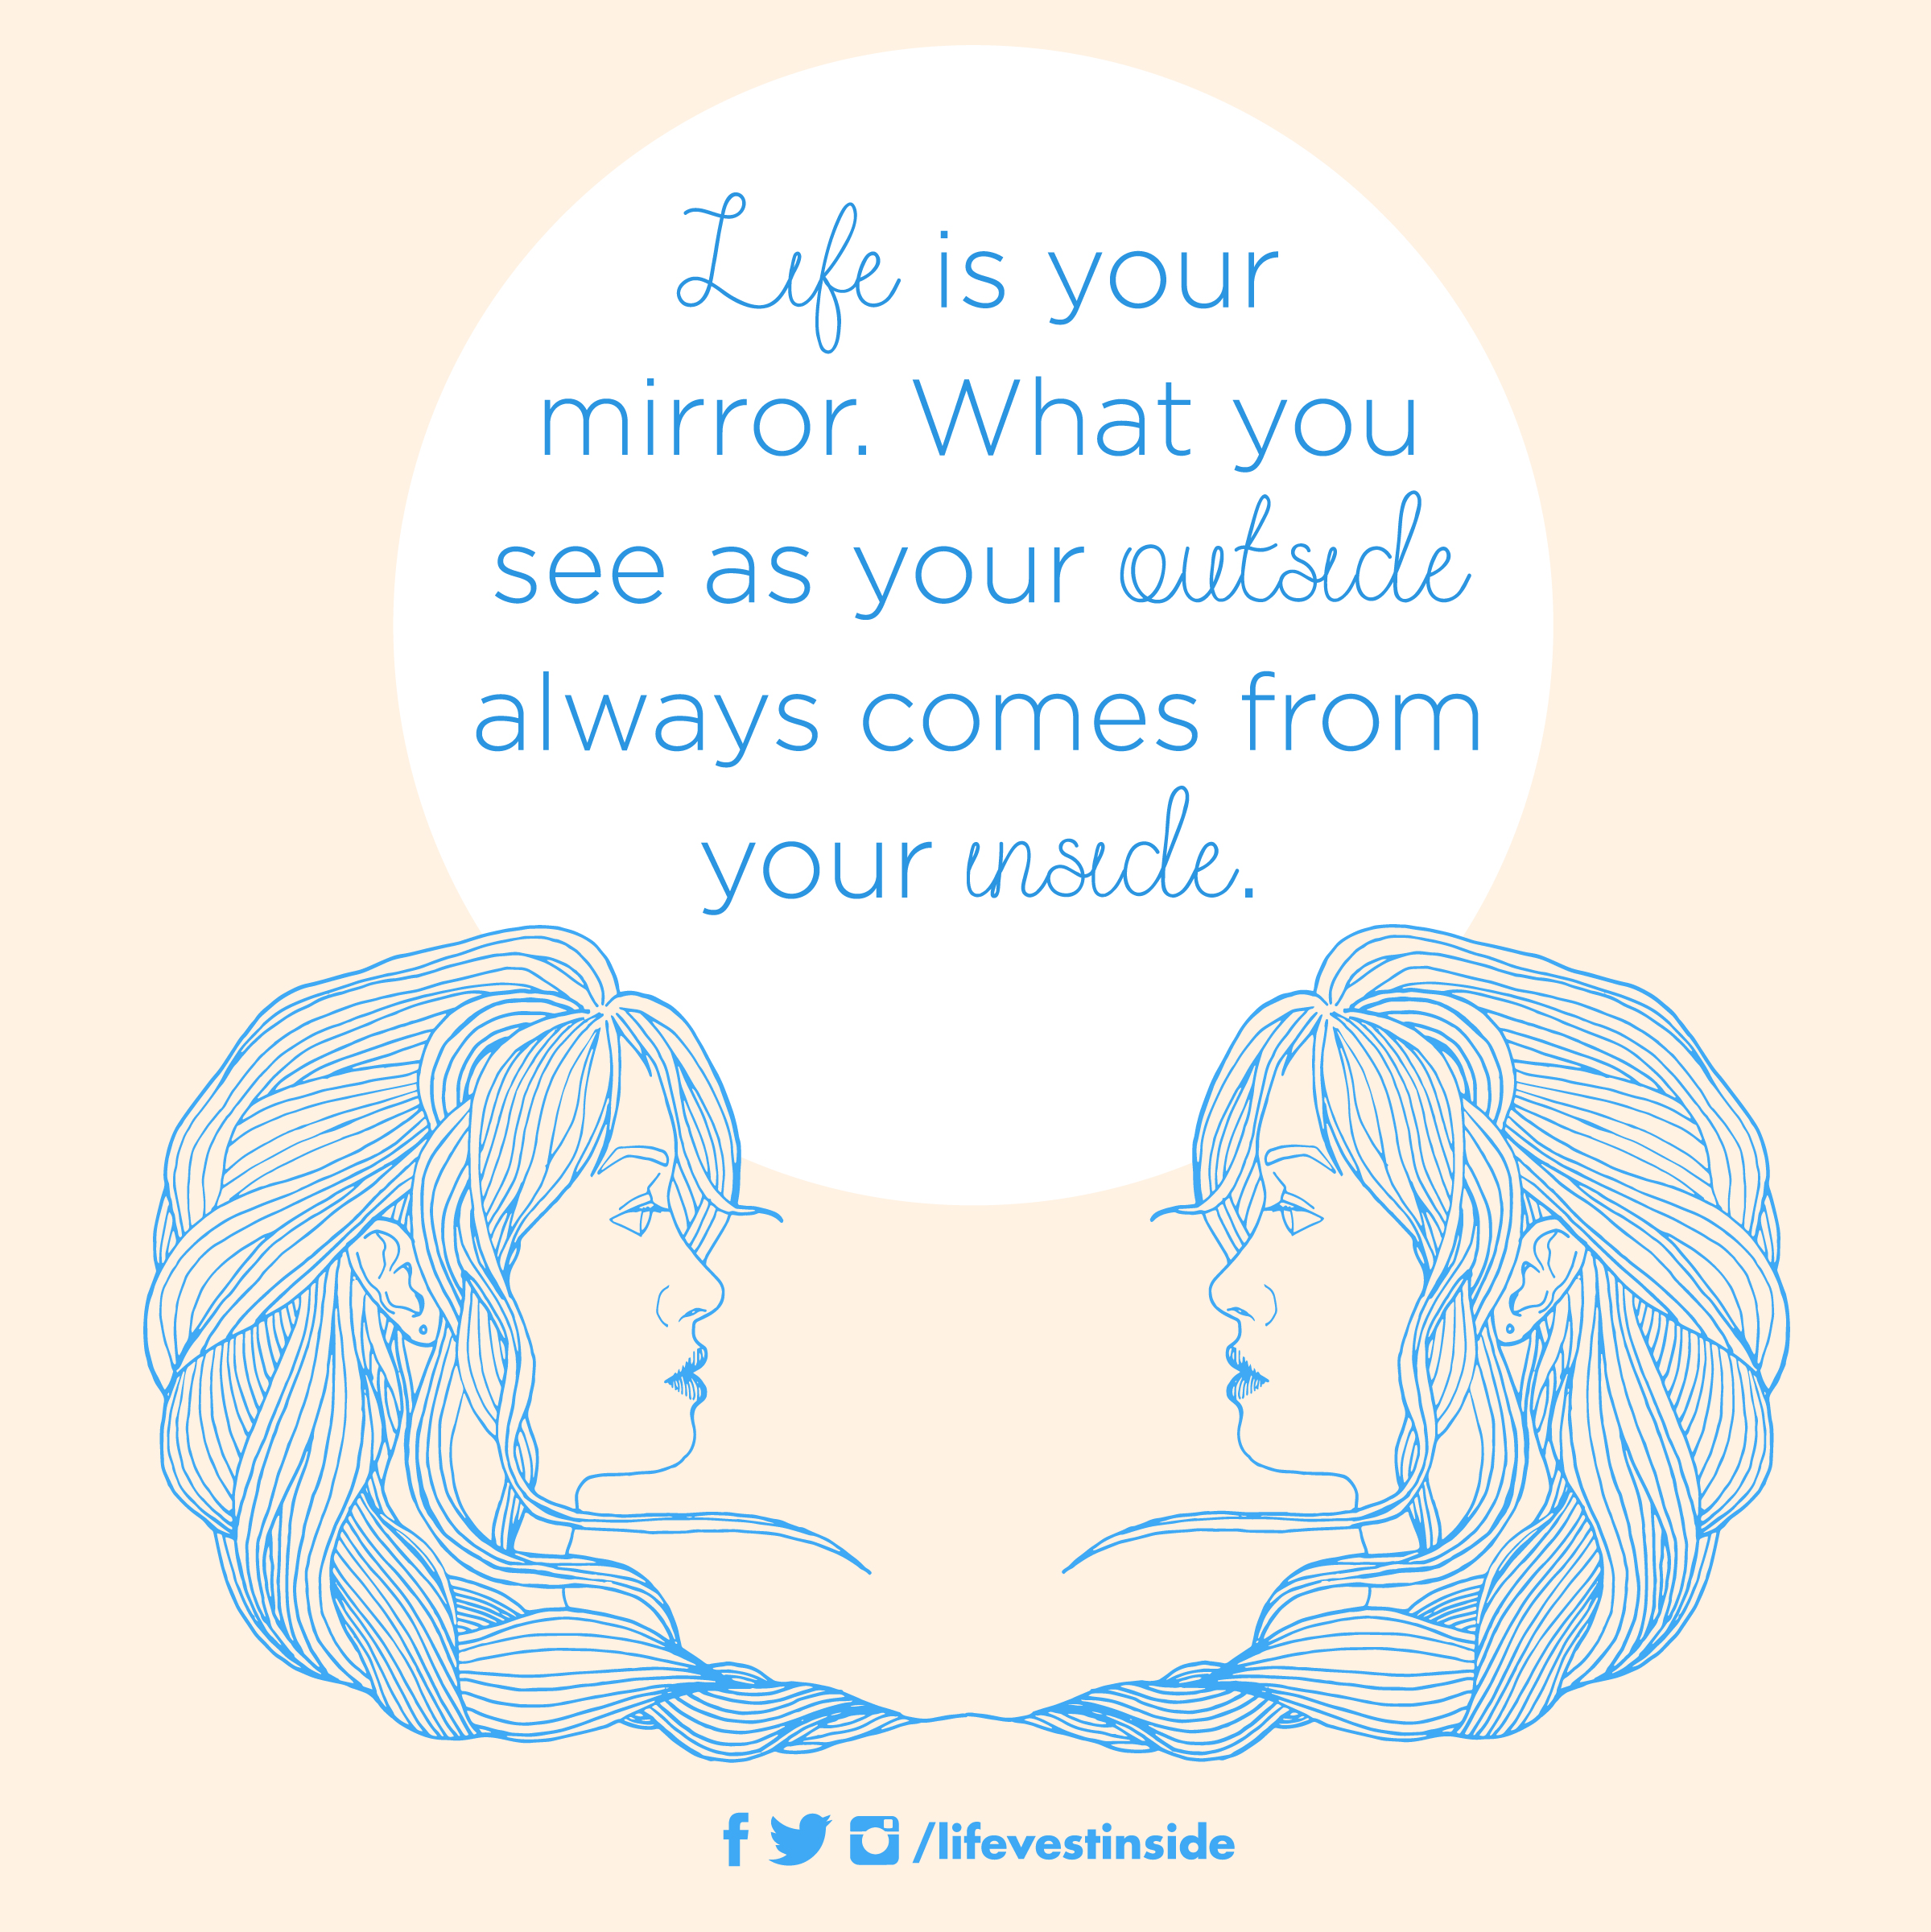 Life is your
mirror. What you
see as your outside
always comes from
your inside.
/lifevestinside